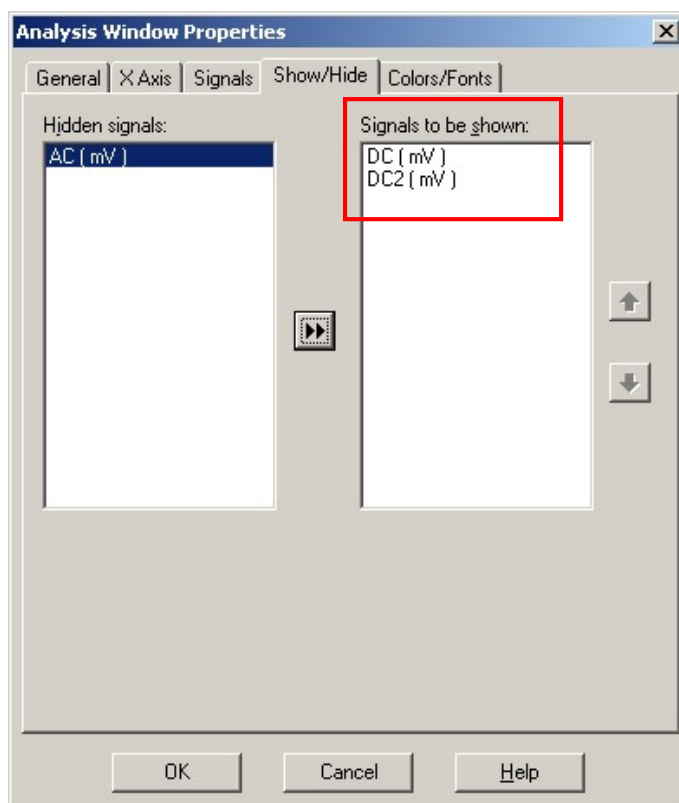 Analysis Window Properties
General X Axis Signals Show/Hide Colors/Fonts
Hidden signals: Signals to be shown:
AC ( mV ) DC ( mV )
DC2 ( mV )
OK Cancel Help